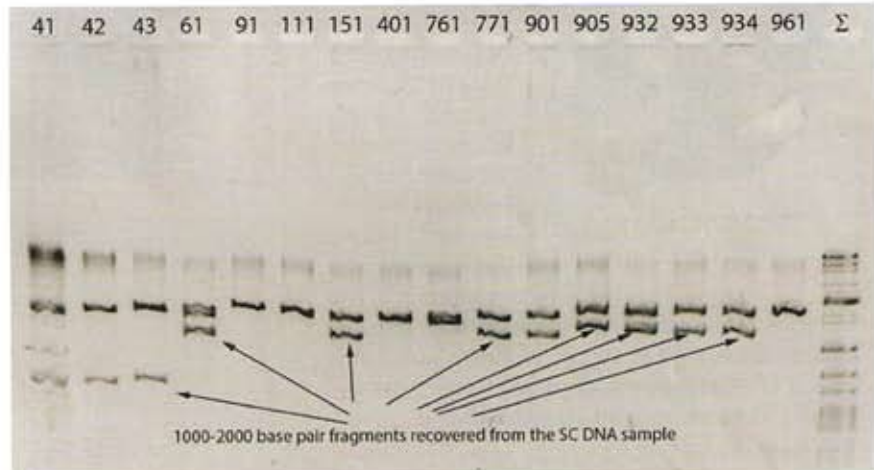 41 42 43 61 91 111 151 401 761 771 901 905 932 933 934 961 Σ
1000-2000 base pair fragments recovered from the SC DNA sample